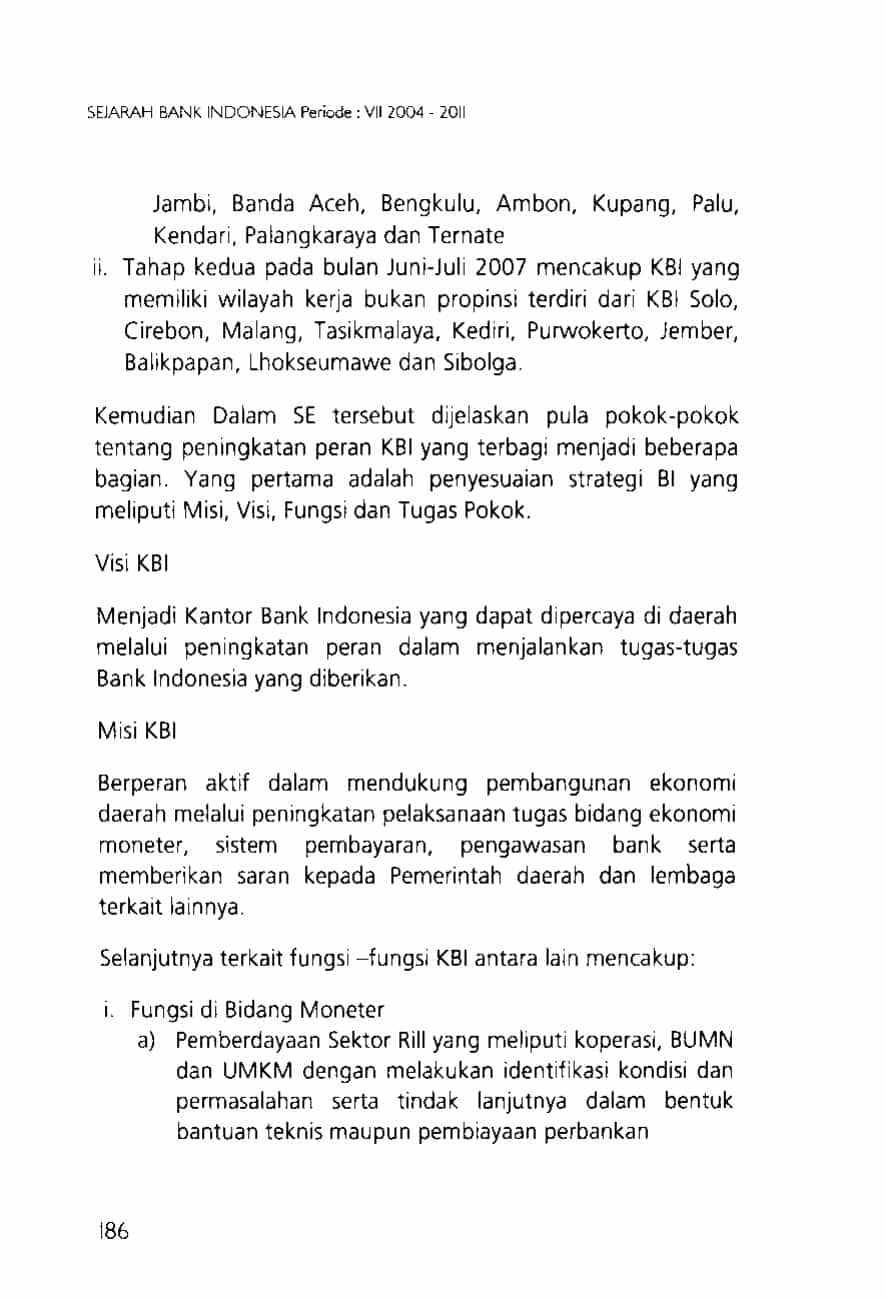 SEJARAH BANK INDONESIA Periode : VII 2004 - 2011
Jambi, Banda Aceh, Bengkulu, Ambon, Kupang, Palu,
Kendari, Palangkaraya dan Ternate
ii. Tahap kedua pada bulan Juni-Juli 2007 mencakup KBI yang
memiliki wilayah kerja bukan propinsi terdiri dari KBI Solo,
Cirebon, Malang, Tasikmalaya, Kediri, Purwokerto, Jember,
Balikpapan, Lhokseumawe dan Sibolga.
Kemudian Dalam SE tersebut dijelaskan pula pokok-pokok
tentang peningkatan peran KBI yang terbagi menjadi beberapa
bagian. Yang pertama adalah penyesuaian strategi BI yang
meliputi Misi, Visi, Fungsi dan Tugas Pokok.
Visi KBI
Menjadi Kantor Bank Indonesia yang dapat dipercaya di daerah
melalui peningkatan peran dalam menjalankan tugas-tugas
Bank Indonesia yang diberikan.
Misi KBI
Berperan aktif dalam mendukung pembangunan ekonomi
daerah melalui peningkatan pelaksanaan tugas bidang ekonomi
moneter, sistem pembayaran, pengawasan bank serta
memberikan saran kepada Pemerintah daerah dan lembaga
terkait lainnya.
Selanjutnya terkait fungsi –fungsi KBI antara lain mencakup:
i. Fungsi di Bidang Moneter
a) Pemberdayaan Sektor Rill yang meliputi koperasi, BUMN
dan UMKM dengan melakukan identifikasi kondisi dan
permasalahan serta tindak lanjutnya dalam bentuk
bantuan teknis maupun pembiayaan perbankan
186